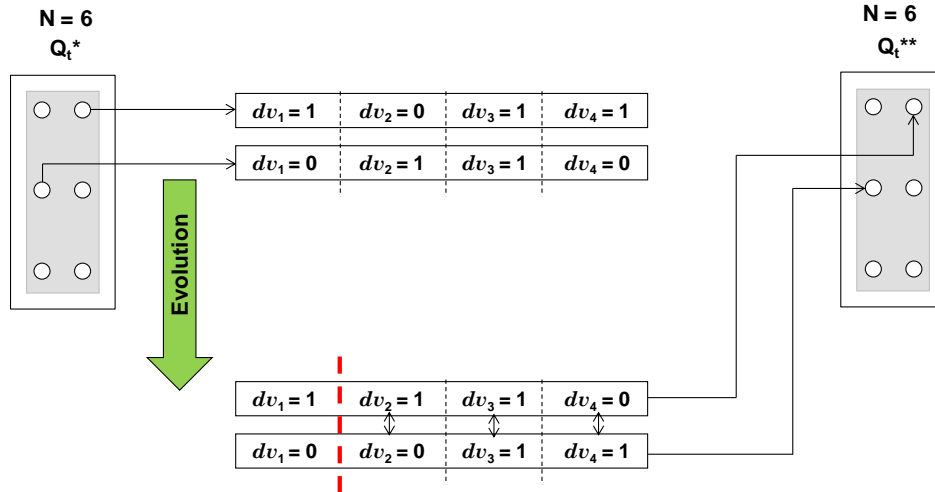 N = 6
Qt*
N = 6
Qt**
dv1 = 1 dv2 = 0 dv3 = 1 dv4 = 1
dv1 = 0 dv2 = 1 dv3 = 1 dv4 = 0
Evolution
dv1 = 1 dv2 = 1 dv3 = 1 dv4 = 0
dv1 = 0 dv2 = 0 dv3 = 1 dv4 = 1